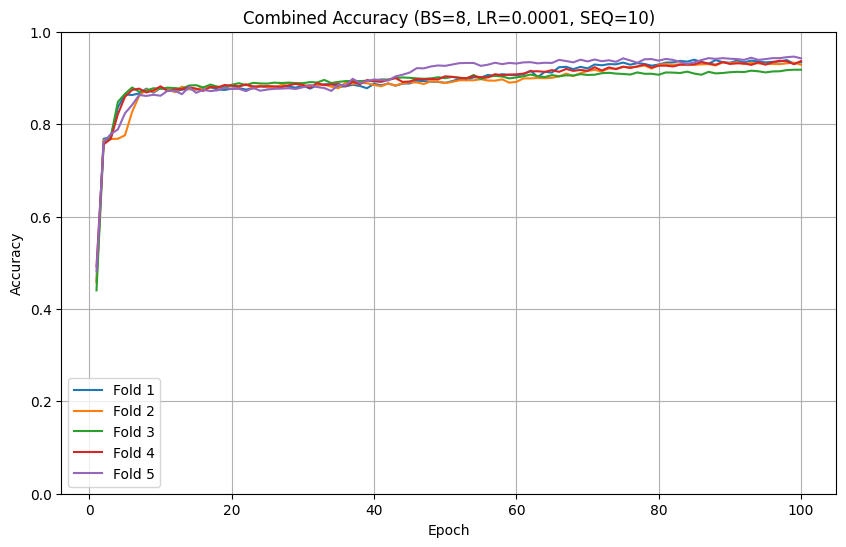 Combined Accuracy (BS=8, LR=0.0001, SEQ=10)
1.0
0.8
0.6
0.4
0.2
0.0
Accuracy
Fold 1
Fold 2
Fold 3
Fold 4
Fold 5
0 20 40 60 80 100
Epoch